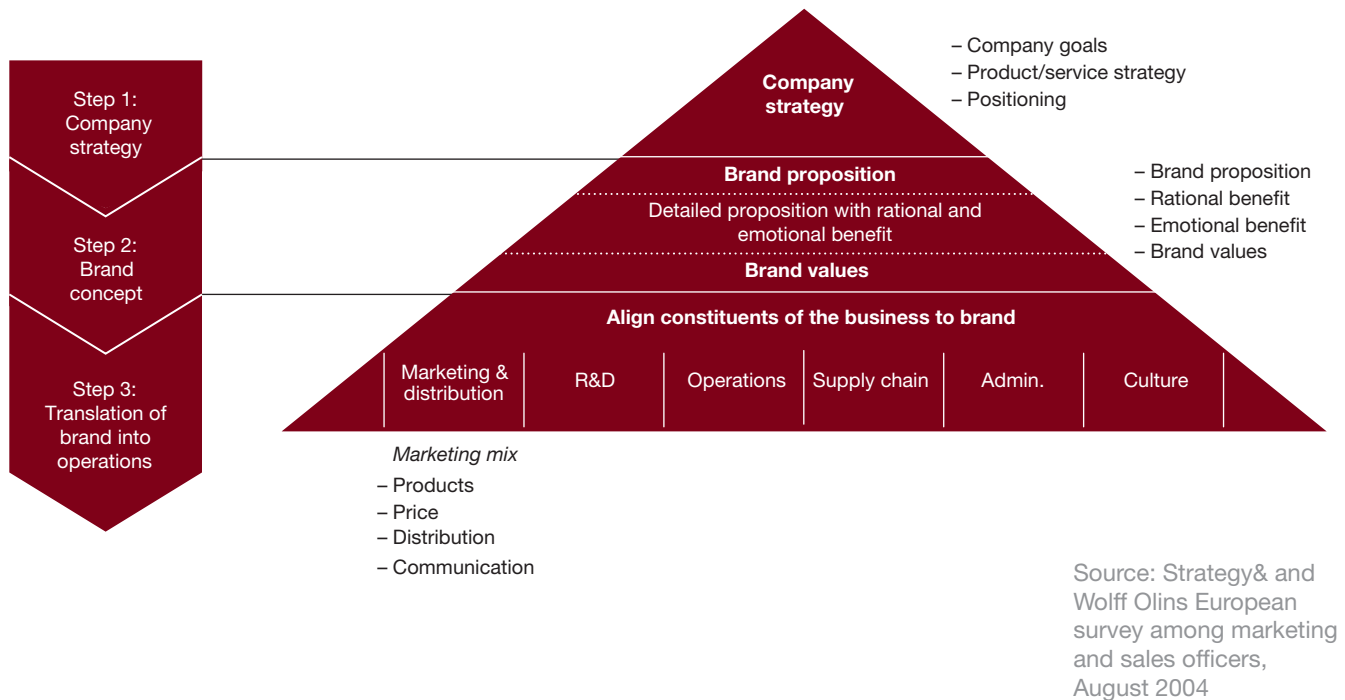 Step 1:
Company
strategy
Step 2:
Brand
concept
Step 3:
Translation of
brand into
operations
Company
strategy
– Company goals
– Product/service strategy
– Positioning
Brand proposition
Detailed proposition with rational and
emotional benefit
Brand values
– Brand proposition
– Rational benefit
– Emotional benefit
– Brand values
Align constituents of the business to brand
Marketing &
distribution
R&D
Operations
Supply chain
Admin.
Culture
Marketing mix
– Products
– Price
– Distribution
– Communication
Source: Strategy& and
Wolff Olins European
survey among marketing
and sales officers,
August 2004